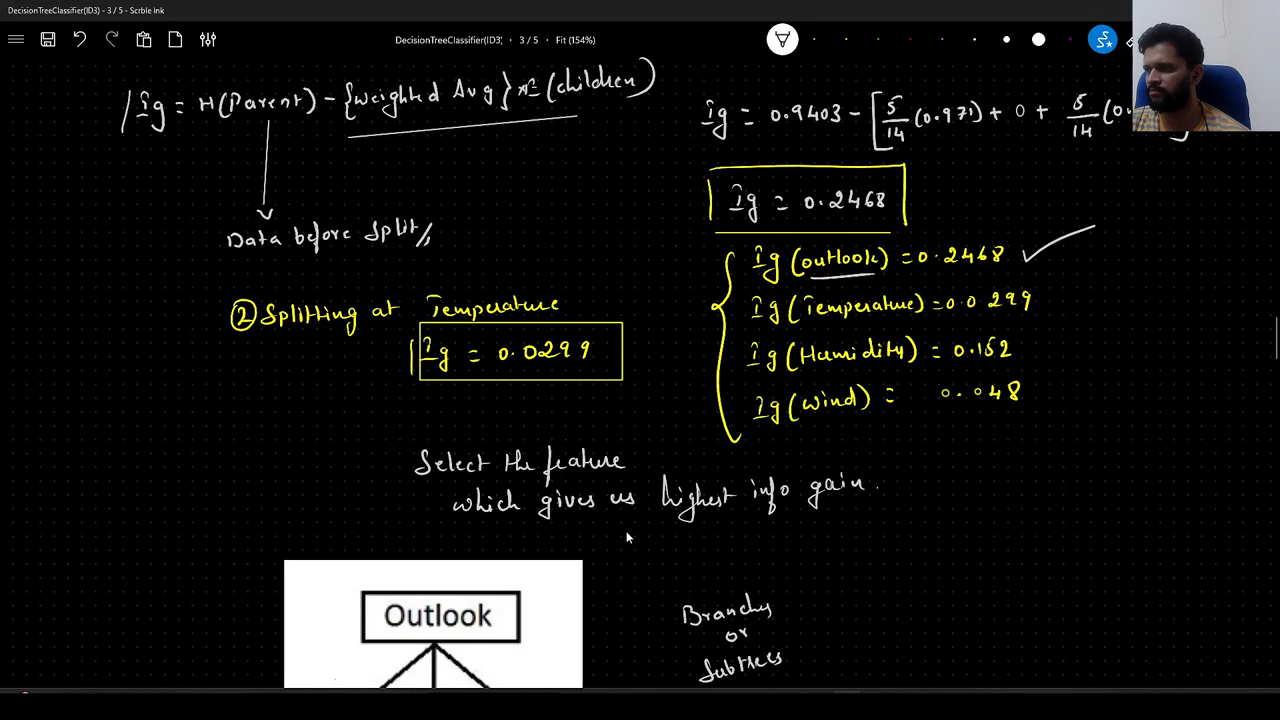 DecisionTreeClassifier(ID3) - 3 / 5 - Scrble Ink
DecisionTreeClassifier(ID3) • 3 / 5 • Fit (154%)
Ig = H(Parent) - {Weighted Avg} * (children)
Data before split
② Splitting at Temperature
Ig = 0.0299
Ig = 0.9403 - [5/14 (0.971) + 0 + 5/14 (0.
Ig = 0.2468
Ig (outlook) = 0.2468 ✓
Ig (Temperature) = 0.0299
Ig (Humidity) = 0.152
Ig (wind) = 0.048
Select the feature
which gives us highest info gain.
Outlook
Branches
or
Subtrees